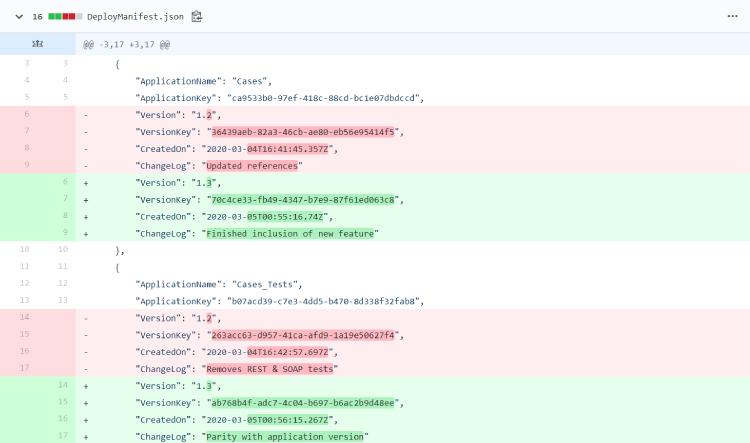 16 DeployManifest.json
@@ -3,17 +3,17 @@
3 3 {
4 4 "ApplicationName": "Cases",
5 5 "ApplicationKey": "ca9533b0-97ef-418c-88cd-bc1e07dbdccd",
6 - "Version": "1.2",
7 - "VersionKey": "36439aeb-82a3-46cb-ae80-eb56e95414f5",
8 - "CreatedOn": "2020-03-04T16:41:45.357Z",
9 - "ChangeLog": "Updated references"
6 + "Version": "1.3",
7 + "VersionKey": "70c4ce33-fb49-4347-b7e9-87f61ed063c8",
8 + "CreatedOn": "2020-03-05T00:55:16.74Z",
9 + "ChangeLog": "Finished inclusion of new feature"
10 10 },
11 11 {
12 12 "ApplicationName": "Cases_Tests",
13 13 "ApplicationKey": "b07acd39-c7e3-4dd5-b470-8d338f32fab8",
14 - "Version": "1.2",
15 - "VersionKey": "263acc63-d957-41ca-afd9-1a19e50627f4",
16 - "CreatedOn": "2020-03-04T16:42:57.697Z",
17 - "ChangeLog": "Removes REST & SOAP tests"
14 + "Version": "1.3",
15 + "VersionKey": "ab768b4f-adc7-4c04-b697-b6ac2b9d48ee",
16 + "CreatedOn": "2020-03-05T00:56:15.267Z",
17 + "ChangeLog": "Parity with application version"